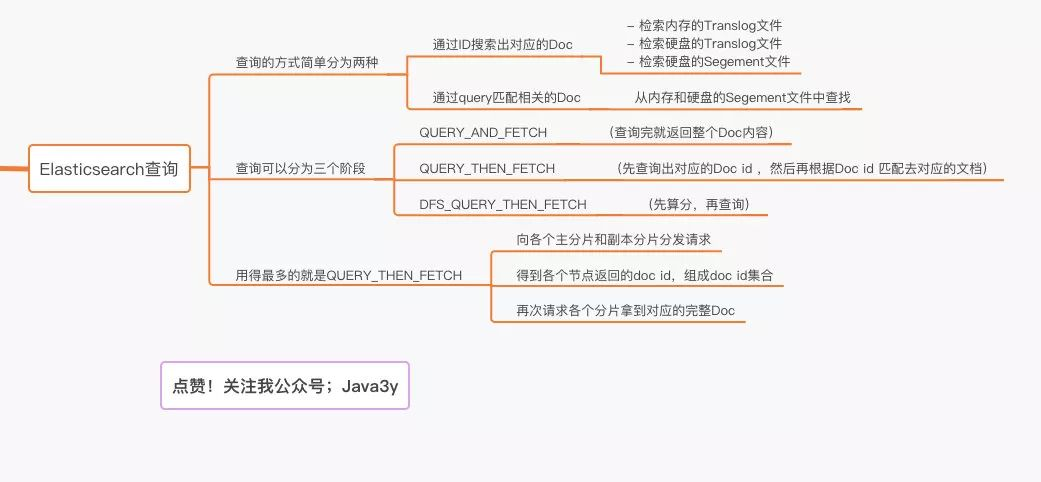 Elasticsearch查询
查询的方式简单分为两种
通过ID搜索出对应的Doc
- 检索内存的Translog文件
- 检索硬盘的Translog文件
- 检索硬盘的Segement文件
通过query匹配相关的Doc
从内存和硬盘的Segement文件中查找
查询可以分为三个阶段
QUERY_AND_FETCH
（查询完就返回整个Doc内容）
QUERY_THEN_FETCH
（先查询出对应的Doc id ，然后再根据Doc id 匹配去对应的文档）
DFS_QUERY_THEN_FETCH
（先算分，再查询）
用得最多的就是QUERY_THEN_FETCH
向各个主分片和副本分片分发请求
得到各个节点返回的doc id，组成doc id集合
再次请求各个分片拿到对应的完整Doc
点赞！关注我公众号；Java3y